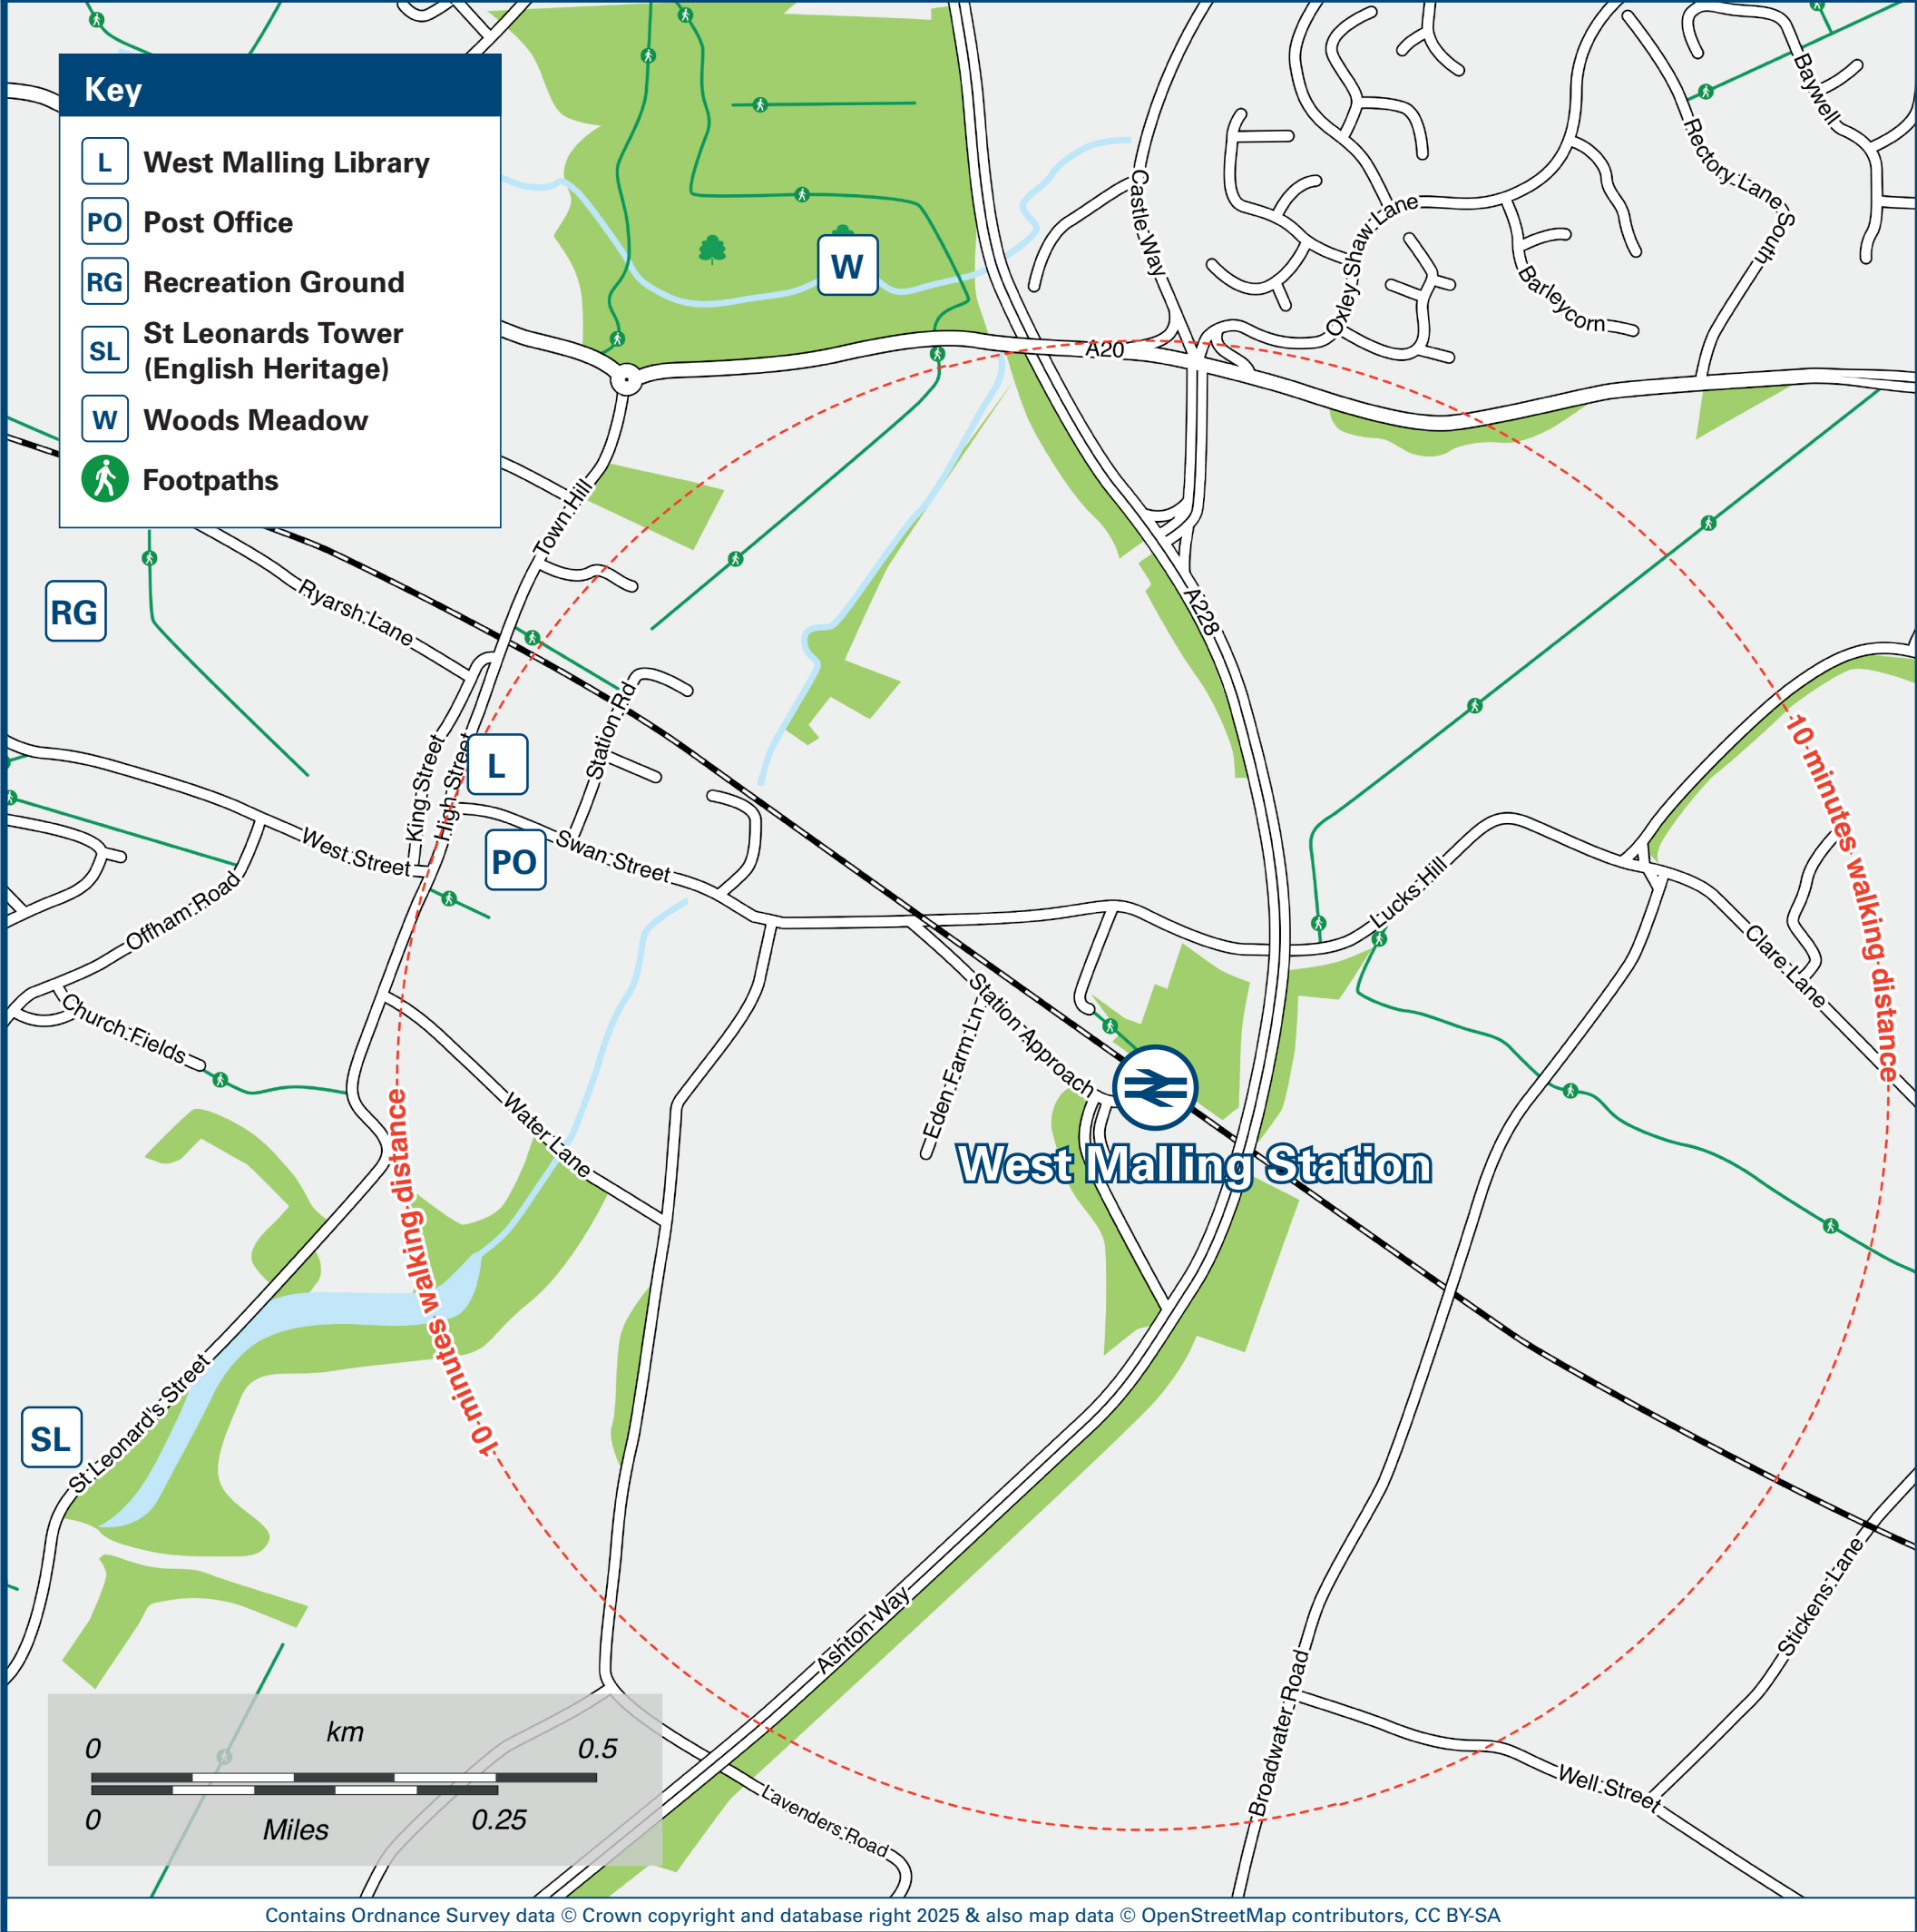 Key
L West Malling Library
PO Post Office
RG Recreation Ground
SL St Leonards Tower
(English Heritage)
W Woods Meadow
Footpaths
W
Castle Way
Oxley Shaw Lane
Barleycorn
Rectory Lane South
Baywell
A20
Town Hill
A228
RG
Ryarsh Lane
Station Rd
King Street
High Street
L
PO
Swan Street
West Street
Offham Road
Church Fields
Lucks Hill
Clare Lane
10 minutes walking distance
Station Approach
Eden Farm Ln
Water Lane
West Malling Station
10 minutes walking distance
SL
St Leonard's Street
Ashton Way
Stickens Lane
Broadwater Road
Well Street
Lavenders Road
km
0 0.5
0 0.25
Miles
Contains Ordnance Survey data © Crown copyright and database right 2025 & also map data © OpenStreetMap contributors, CC BY-SA